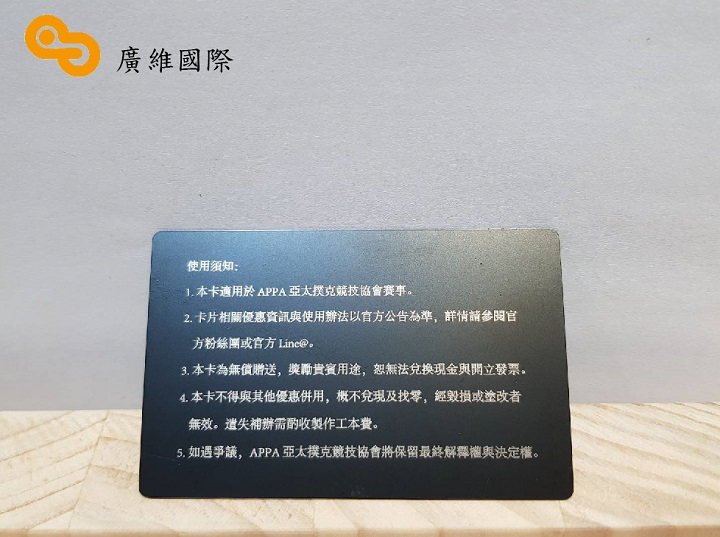 廣維國際
使用須知：
1. 本卡適用於 APPA 亞太撲克競技協會賽事。
2. 卡片相關優惠資訊與使用辦法以官方公告為準，詳情請參閱官
方粉絲團或官方 Line@。
3. 本卡為無償贈送，獎勵貴賓用途，恕無法兌換現金與開立發票。
4. 本卡不得與其他優惠併用，概不兌現及找零，經毀損或塗改者
無效。遺失補辦需酌收製作工本費。
5. 如遇爭議，APPA 亞太撲克競技協會將保留最終解釋權與決定權。